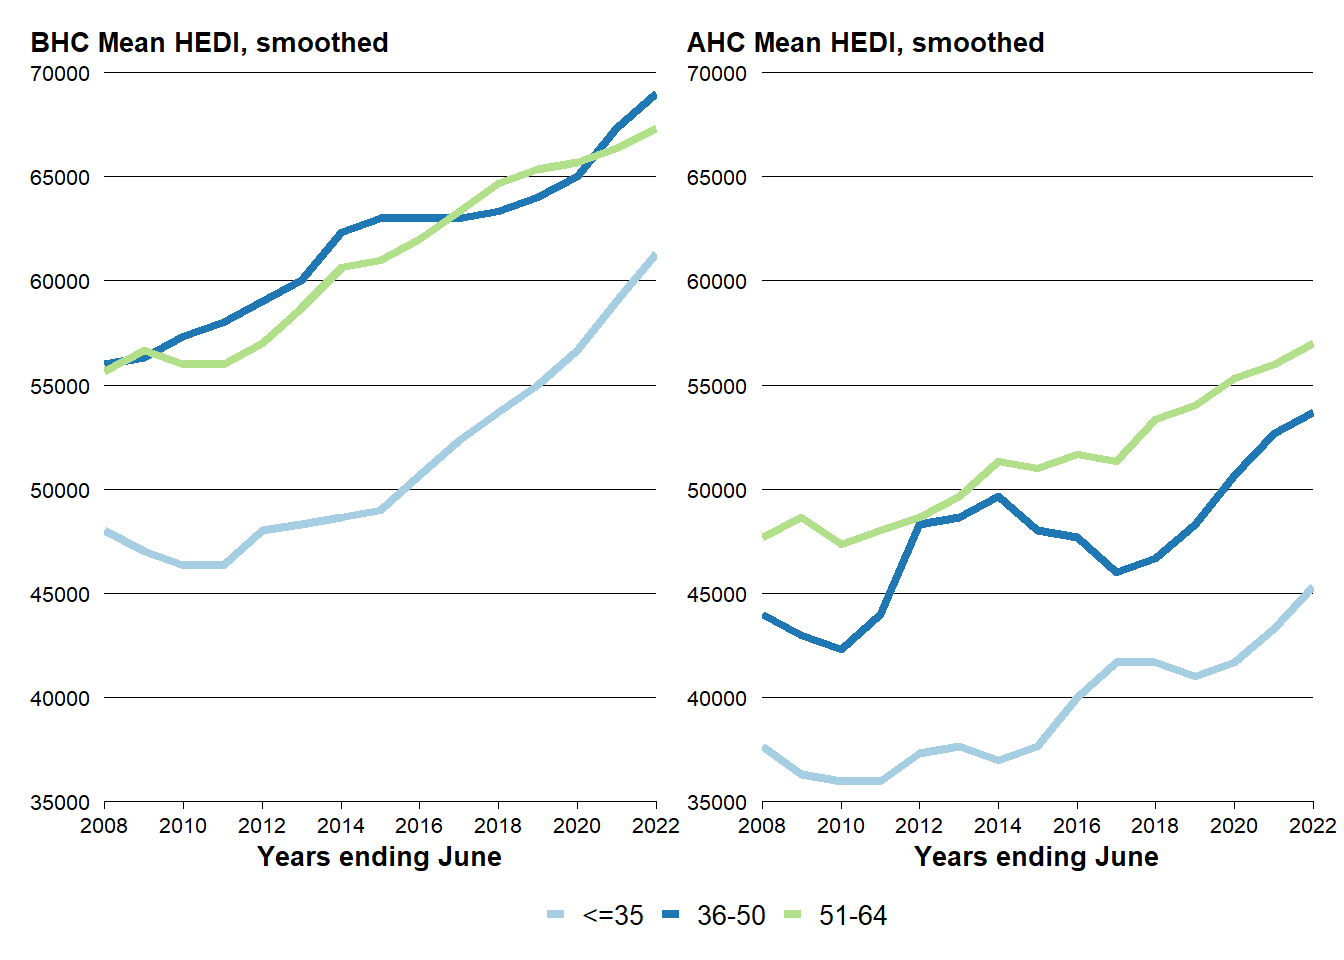 BHC Mean HEDI, smoothed
70000
65000
60000
55000
50000
45000
40000
35000
2008 2010 2012 2014 2016 2018 2020 2022
Years ending June
AHC Mean HEDI, smoothed
70000
65000
60000
55000
50000
45000
40000
35000
2008 2010 2012 2014 2016 2018 2020 2022
Years ending June
<=35 36-50 51-64